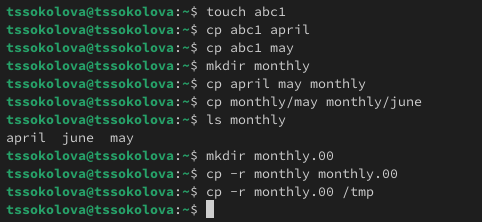 tssokolova@tssokolova:~$ touch abc1
tssokolova@tssokolova:~$ cp abc1 april
tssokolova@tssokolova:~$ cp abc1 may
tssokolova@tssokolova:~$ mkdir monthly
tssokolova@tssokolova:~$ cp april may monthly
tssokolova@tssokolova:~$ cp monthly/may monthly/june
tssokolova@tssokolova:~$ ls monthly
april  june  may
tssokolova@tssokolova:~$ mkdir monthly.00
tssokolova@tssokolova:~$ cp -r monthly monthly.00
tssokolova@tssokolova:~$ cp -r monthly.00 /tmp
tssokolova@tssokolova:~$